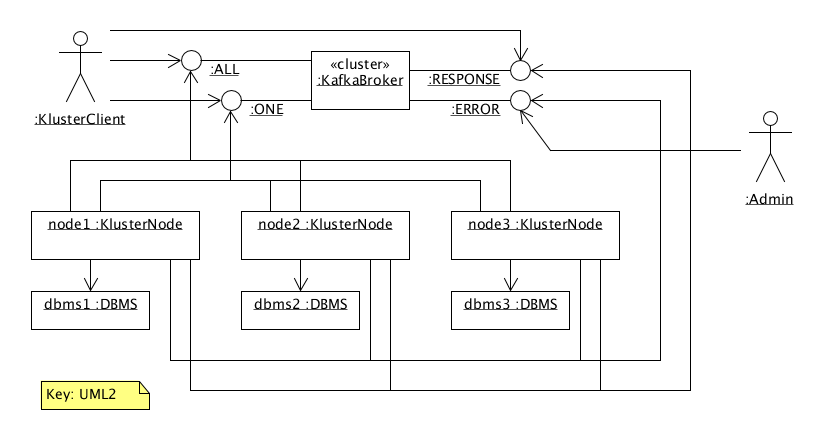 :KlusterClient
:ALL
:ONE
«cluster»
:KafkaBroker
:RESPONSE
:ERROR
:Admin
node1 :KlusterNode
node2 :KlusterNode
node3 :KlusterNode
dbms1 :DBMS
dbms2 :DBMS
dbms3 :DBMS
Key: UML2